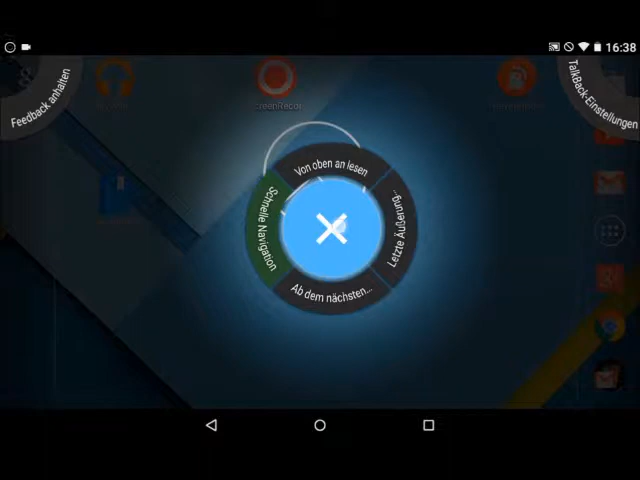 16:38
Feedback anhalten
TalkBack-Einstellungen
Von oben an lesen
Schnelle Navigation
Letzte Äußerung...
Ab dem nächsten...